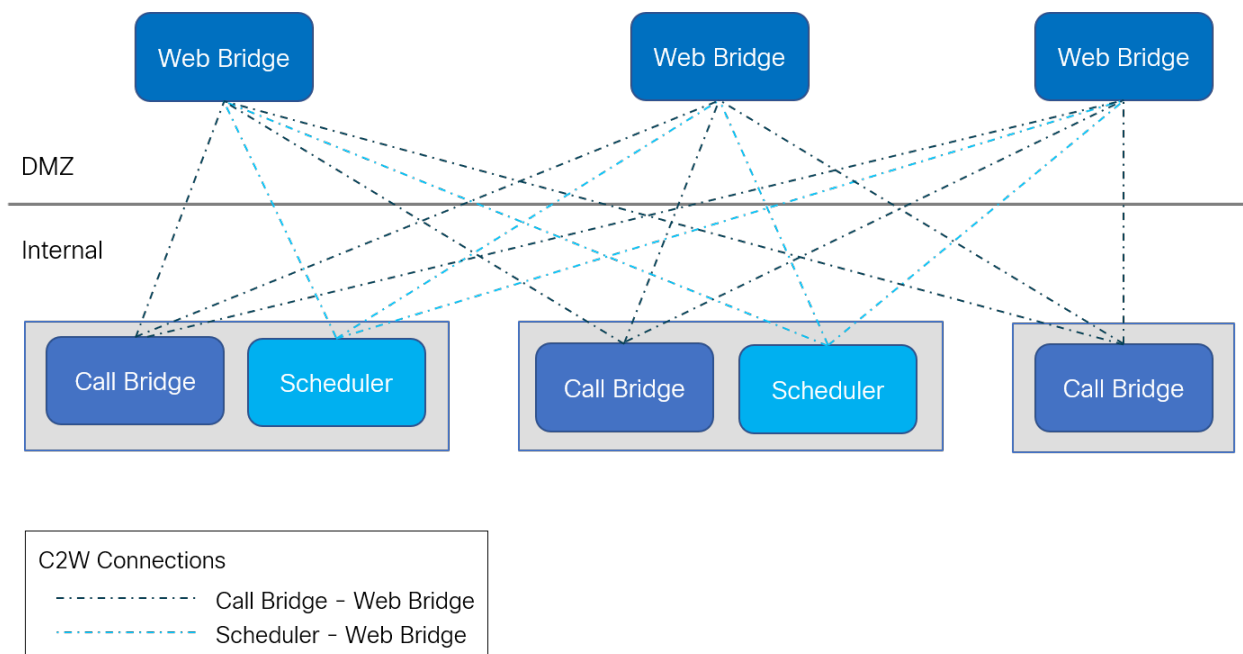 Web Bridge
Web Bridge
Web Bridge
DMZ
Internal
Call Bridge
Scheduler
Call Bridge
Scheduler
Call Bridge
C2W Connections
Call Bridge - Web Bridge
Scheduler - Web Bridge